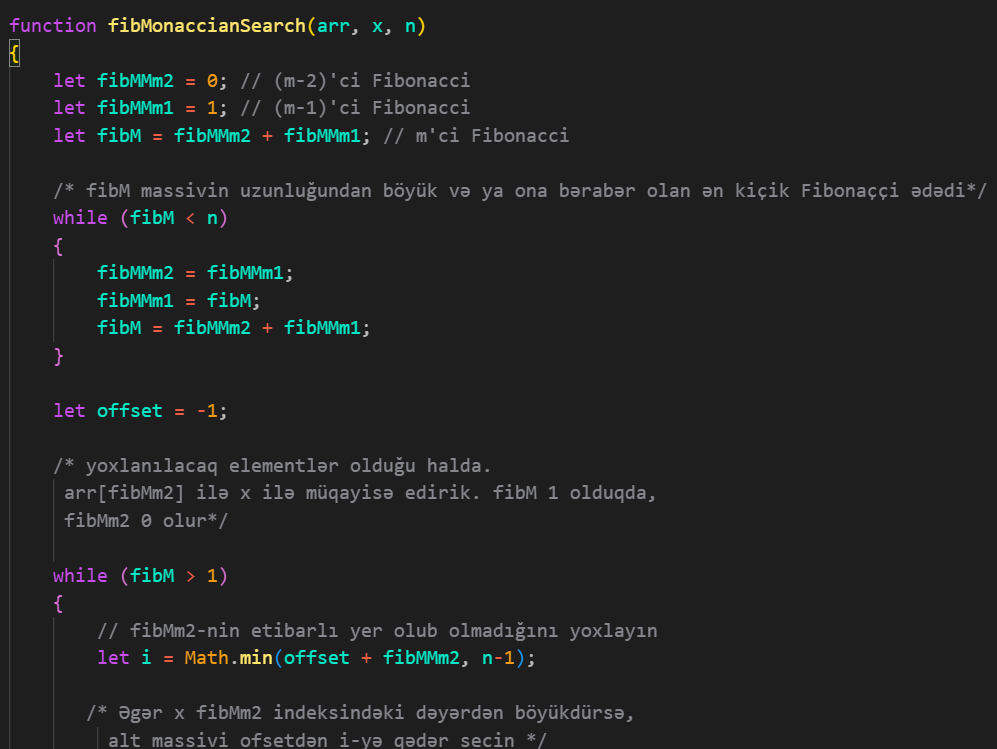 function fibMonaccianSearch(arr, x, n)
{
    let fibMMm2 = 0; // (m-2)'ci Fibonacci
    let fibMMm1 = 1; // (m-1)'ci Fibonacci
    let fibM = fibMMm2 + fibMMm1; // m'ci Fibonacci
    /* fibM massivin uzunluğundan böyük və ya ona bərabər olan ən kiçik Fibonaççi ədədi*/
    while (fibM < n)
    {
        fibMMm2 = fibMMm1;
        fibMMm1 = fibM;
        fibM = fibMMm2 + fibMMm1;
    }
    let offset = -1;
    /* yoxlanılacaq elementlər olduğu halda.
     arr[fibMm2] ilə x ilə müqayisə edirik. fibM 1 olduqda,
     fibMm2 0 olur*/
    while (fibM > 1)
    {
        // fibMm2-nin etibarlı yer olub olmadığını yoxlayın
        let i = Math.min(offset + fibMMm2, n-1);
       /* Əgər x fibMm2 indeksindəki dəyərdən böyükdürsə,
         alt massivi ofsetdən i-yə qədər seçin */